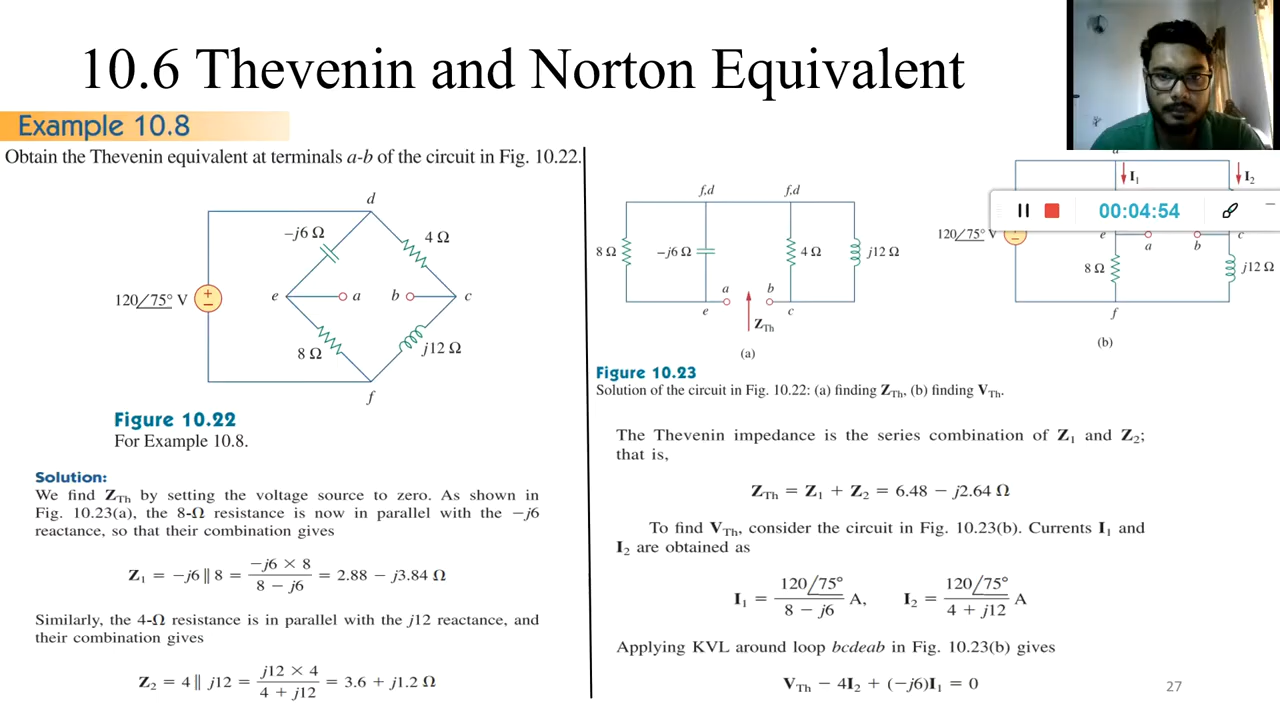 10.6 Thevenin and Norton Equivalent
Example 10.8
Obtain the Thevenin equivalent at terminals a-b of the circuit in Fig. 10.22.
d
−j6 Ω
4 Ω
120/75° V
+
−
e
a
b
c
8 Ω
j12 Ω
f
Figure 10.22
For Example 10.8.
Solution:
We find Z_Th by setting the voltage source to zero. As shown in
Fig. 10.23(a), the 8-Ω resistance is now in parallel with the −j6
reactance, so that their combination gives
Z₁ = −j6 ∥ 8 = (−j6 × 8)/(8 − j6) = 2.88 − j3.84 Ω
Similarly, the 4-Ω resistance is in parallel with the j12 reactance, and
their combination gives
Z₂ = 4 ∥ j12 = (j12 × 4)/(4 + j12) = 3.6 + j1.2 Ω
f,d
f,d
8 Ω
−j6 Ω
4 Ω
j12 Ω
a
b
e
c
Z_Th
(a)
I₁
I₂
00:04:54
120/75° V
e
a
b
c
8 Ω
j12 Ω
f
(b)
Figure 10.23
Solution of the circuit in Fig. 10.22: (a) finding Z_Th, (b) finding V_Th.
The Thevenin impedance is the series combination of Z₁ and Z₂;
that is,
Z_Th = Z₁ + Z₂ = 6.48 − j2.64 Ω
To find V_Th, consider the circuit in Fig. 10.23(b). Currents I₁ and
I₂ are obtained as
I₁ = (120/75°)/(8 − j6) A, I₂ = (120/75°)/(4 + j12) A
Applying KVL around loop bcdeab in Fig. 10.23(b) gives
V_Th − 4I₂ + (−j6)I₁ = 0
27